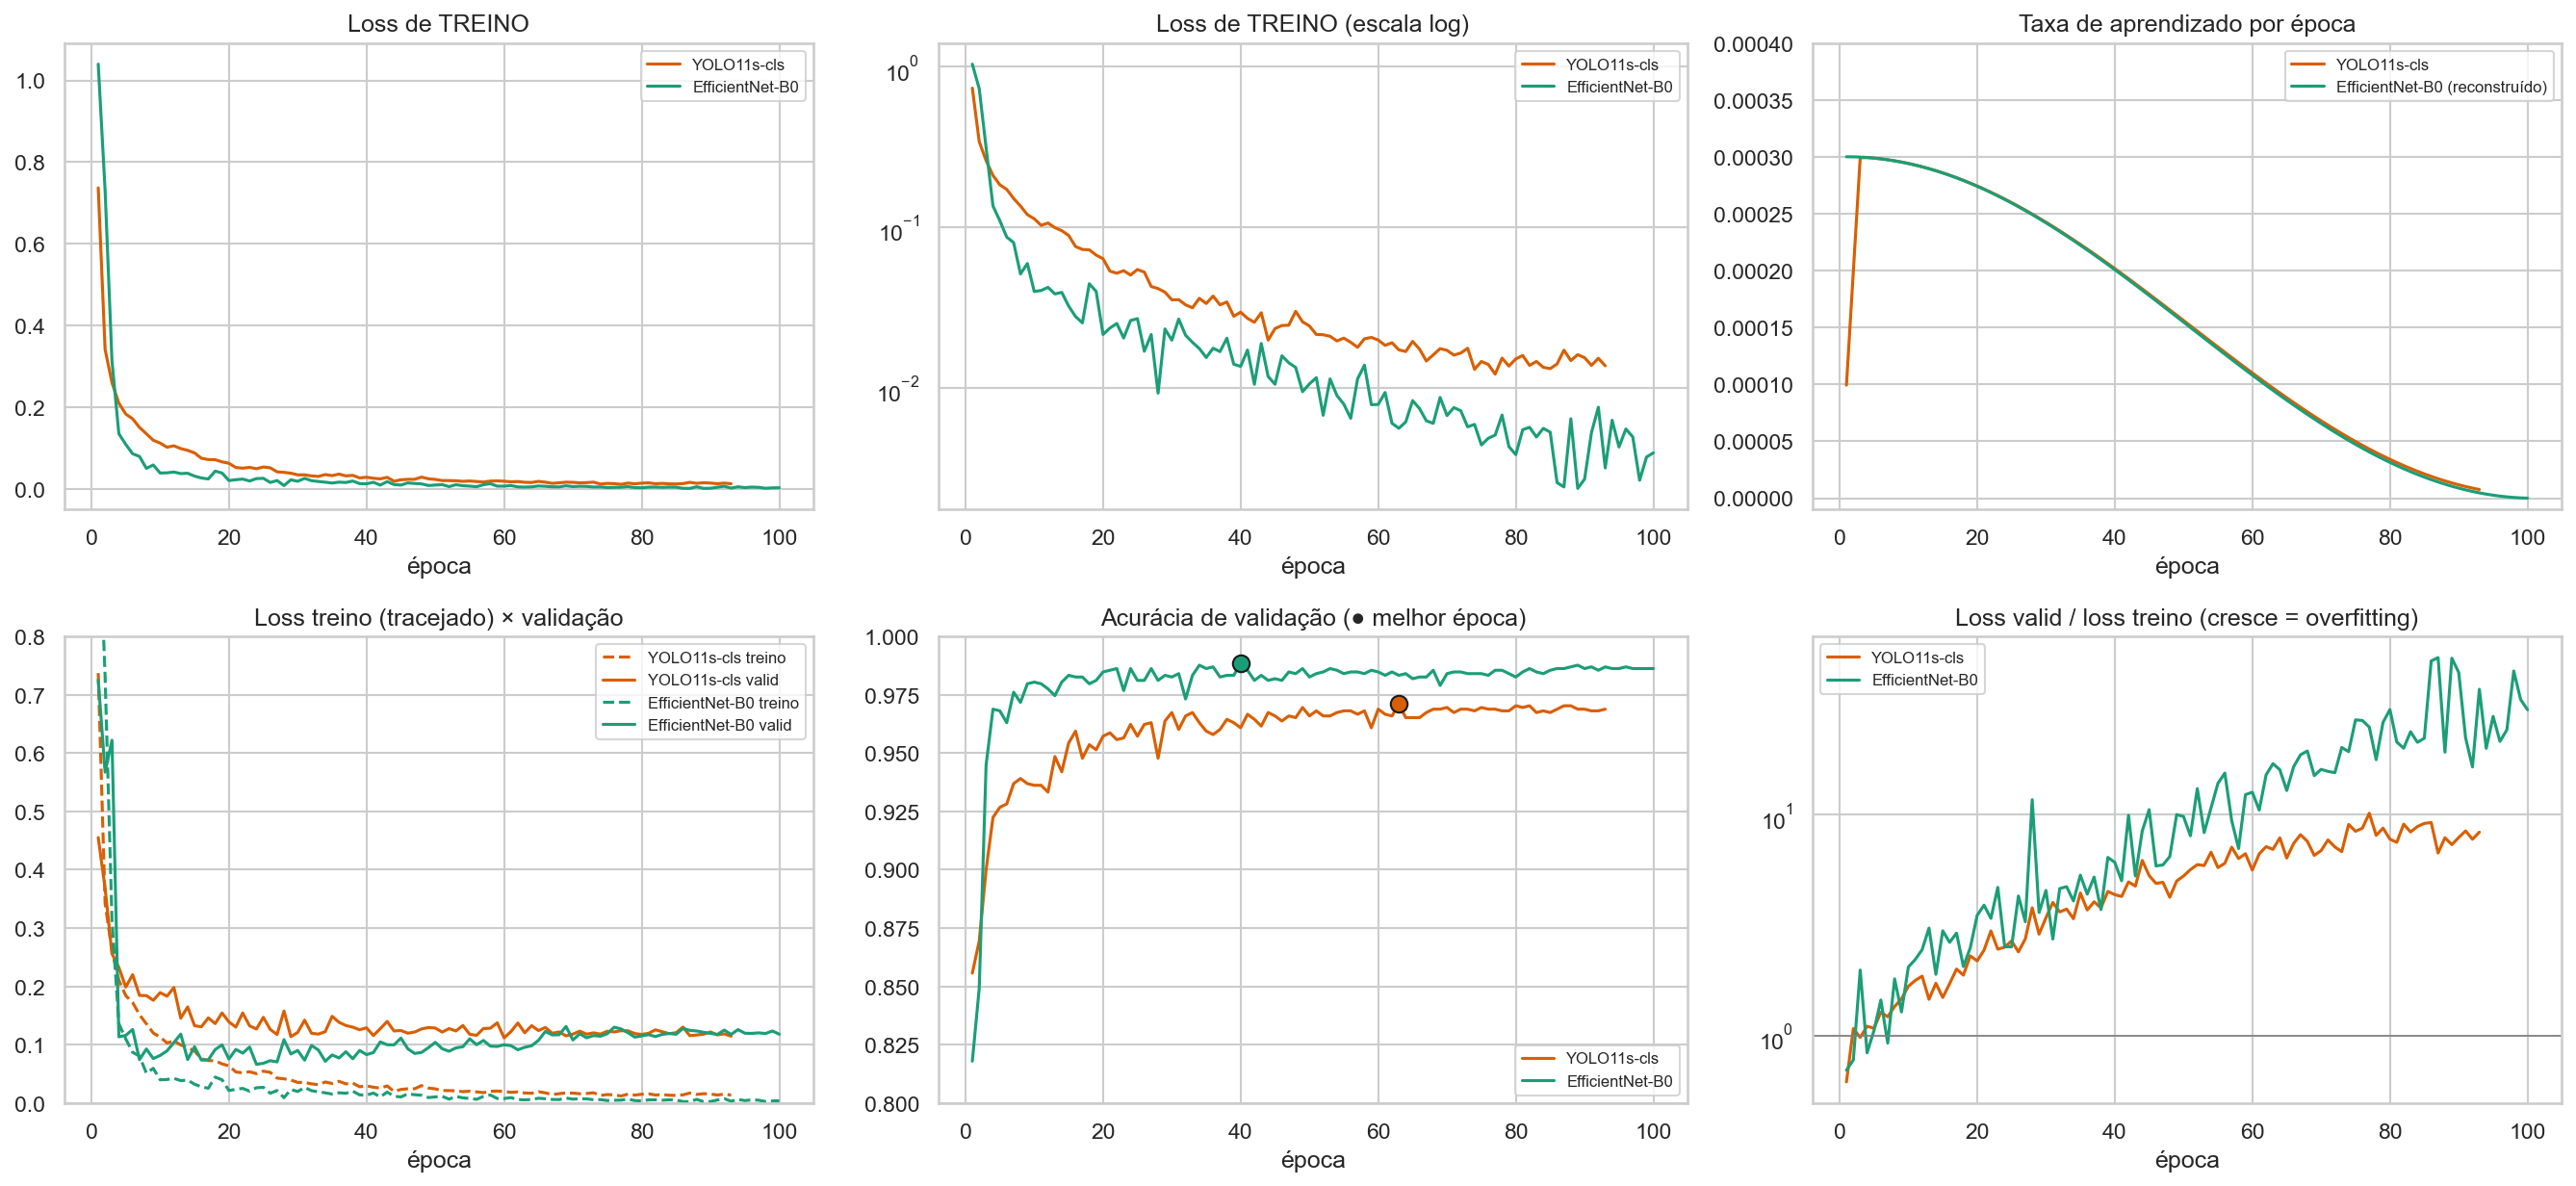 Loss de TREINO
YOLO11s-cls
EfficientNet-B0
1.0
0.8
0.6
0.4
0.2
0.0
0 20 40 60 80 100
época
Loss de TREINO (escala log)
YOLO11s-cls
EfficientNet-B0
10⁰
10⁻¹
10⁻²
0 20 40 60 80 100
época
Taxa de aprendizado por época
YOLO11s-cls
EfficientNet-B0 (reconstruído)
0.00040
0.00035
0.00030
0.00025
0.00020
0.00015
0.00010
0.00005
0.00000
0 20 40 60 80 100
época
Loss treino (tracejado) × validação
YOLO11s-cls treino
YOLO11s-cls valid
EfficientNet-B0 treino
EfficientNet-B0 valid
0.8
0.7
0.6
0.5
0.4
0.3
0.2
0.1
0.0
0 20 40 60 80 100
época
Acurácia de validação (● melhor época)
1.000
0.975
0.950
0.925
0.900
0.875
0.850
0.825
0.800
YOLO11s-cls
EfficientNet-B0
0 20 40 60 80 100
época
Loss valid / loss treino (cresce = overfitting)
YOLO11s-cls
EfficientNet-B0
10¹
10⁰
0 20 40 60 80 100
época